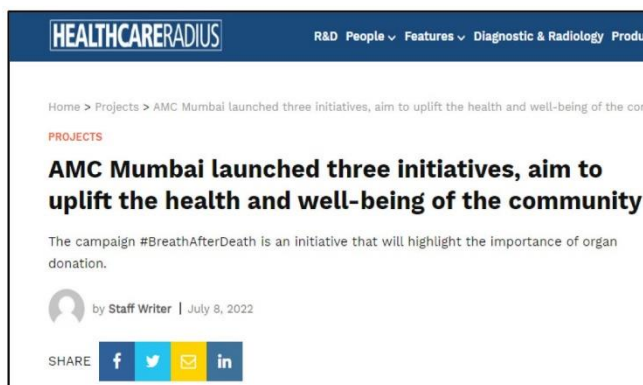 HEALTHCARERADIUS
R&D People Features Diagnostic & Radiology
Home > Projects > AMC Mumbai launched three initiatives, aim to uplift the health and well-being of the
PROJECTS
AMC Mumbai launched three initiatives, aim to
uplift the health and well-being of the community
The campaign #BreathAfterDeath is an initiative that will highlight the importance of organ
donation.
by Staff Writer | July 8, 2022
SHARE f in